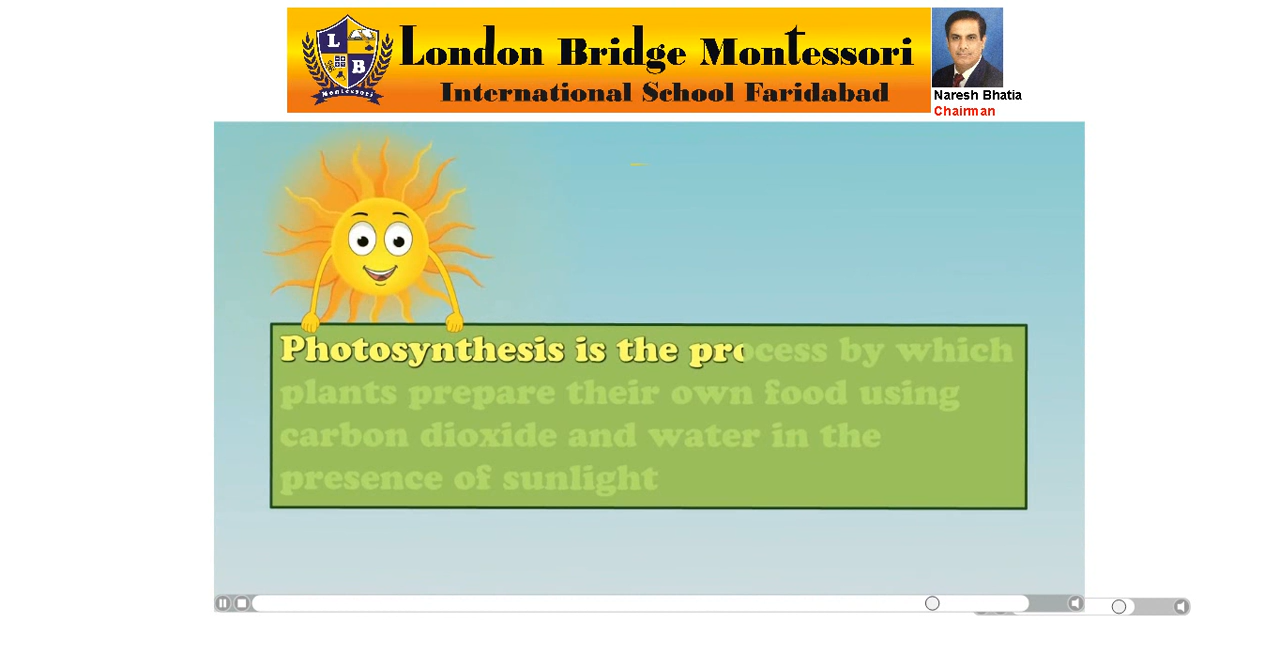 L
B
Montessori
London Bridge Montessori
International School Faridabad
Naresh Bhatia
Chairman
Photosynthesis is the process by which
plants prepare their own food using
carbon dioxide and water in the
presence of sunlight